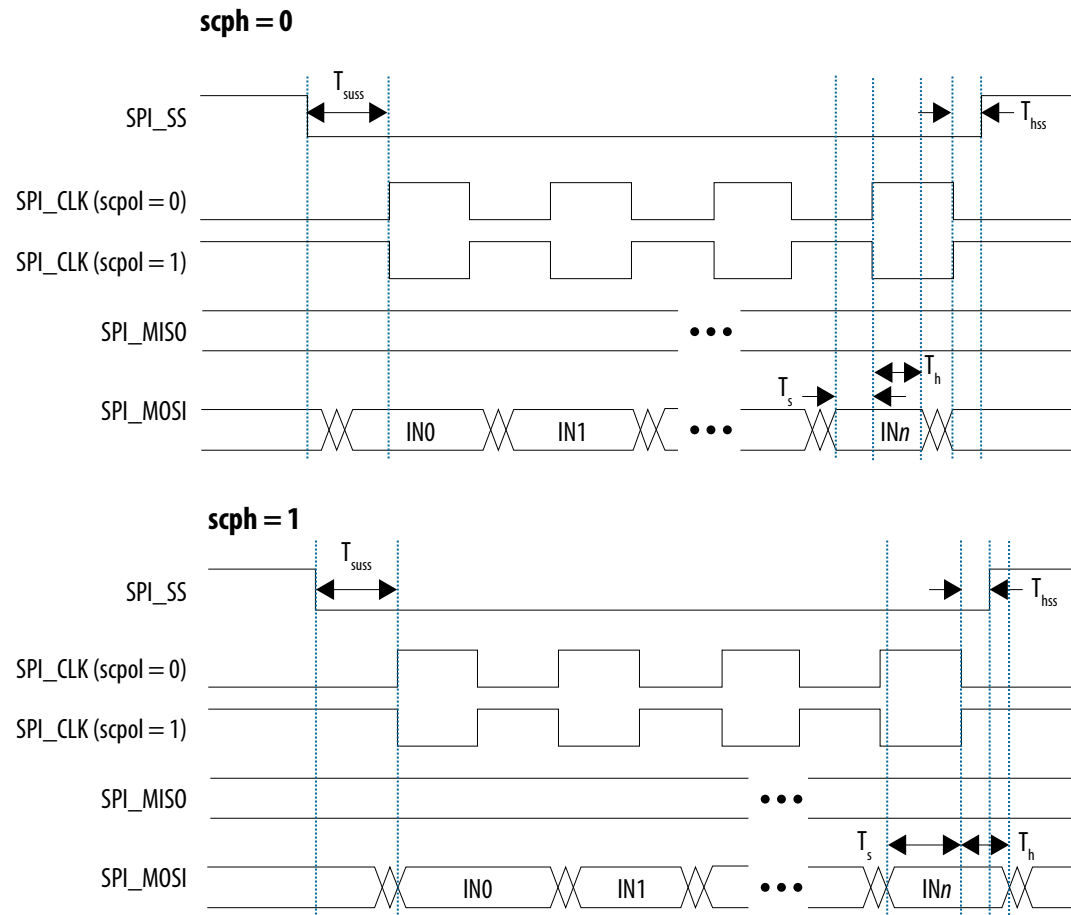 scph = 0
T_suss
SPI_SS
T_hss
SPI_CLK (scpol = 0)
SPI_CLK (scpol = 1)
SPI_MISO
•••
T_h
T_s
SPI_MOSI
IN0 IN1 ••• INn
scph = 1
T_suss
SPI_SS
T_hss
SPI_CLK (scpol = 0)
SPI_CLK (scpol = 1)
SPI_MISO
•••
T_s T_h
SPI_MOSI
IN0 IN1 ••• INn